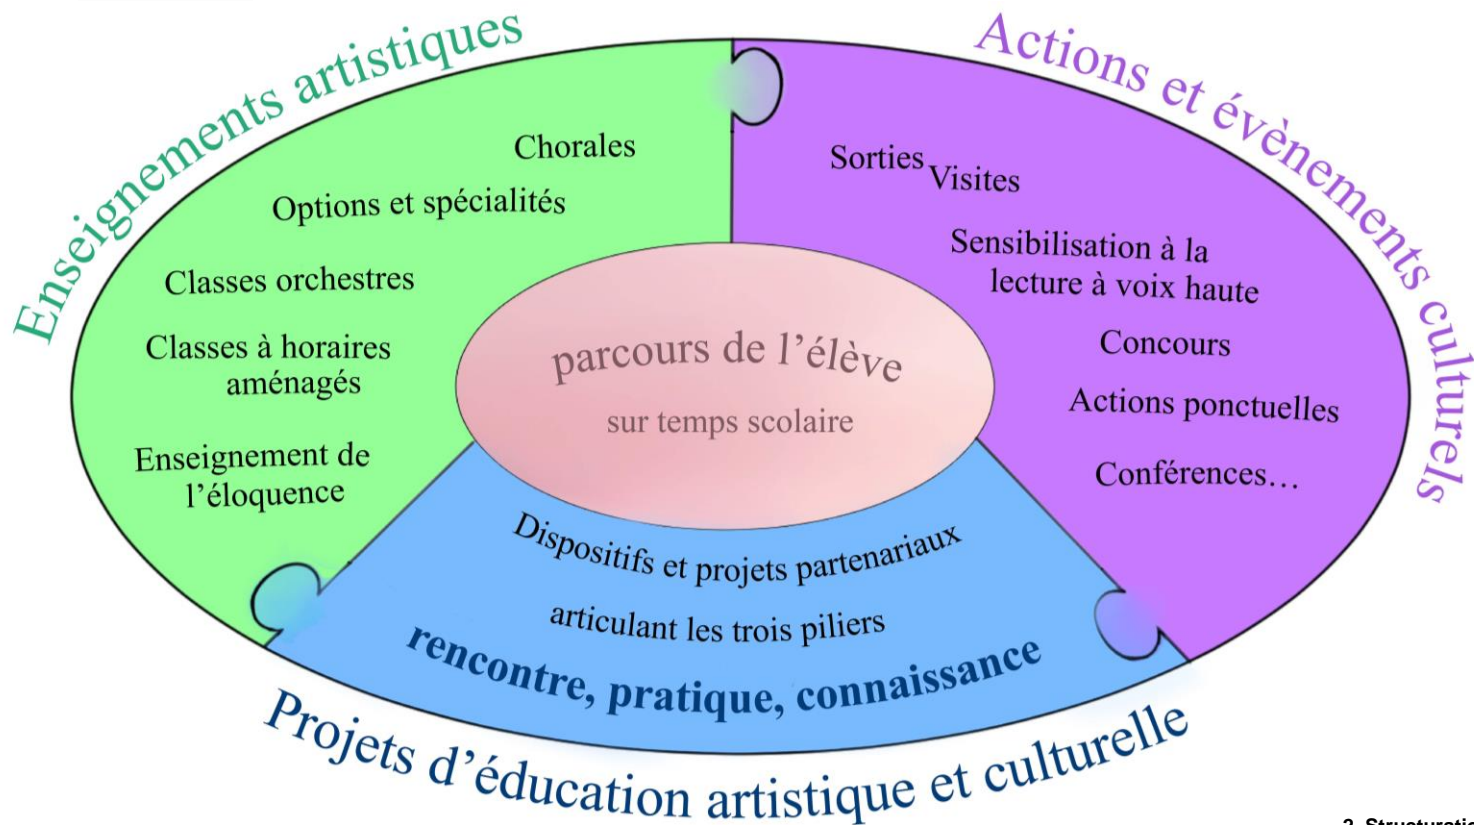 Enseignements artistiques
Chorales
Options et spécialités
Classes orchestres
Classes à horaires
aménagés
Enseignement de
l’éloquence
Actions et évènements culturels
Sorties
Visites
Sensibilisation à la
lecture à voix haute
Concours
Actions ponctuelles
Conférences…
parcours de l’élève
sur temps scolaire
Dispositifs et projets partenariaux
articulant les trois piliers
rencontre, pratique, connaissance
Projets d’éducation artistique et culturelle